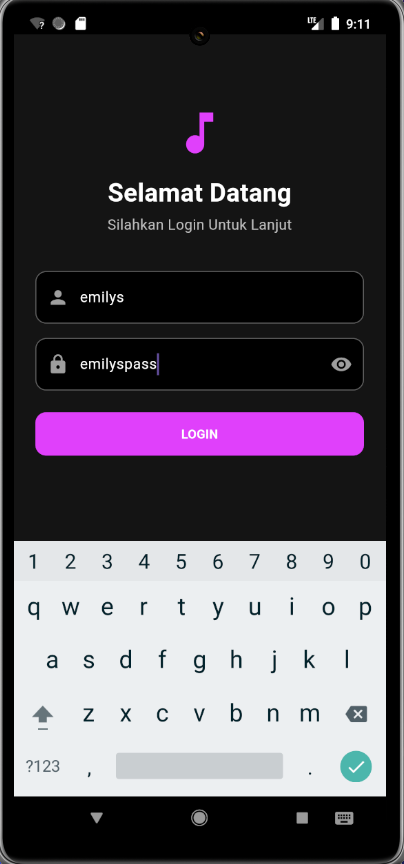 LTE 9:11
Selamat Datang
Silahkan Login Untuk Lanjut
emilys
emilyspass
LOGIN
1 2 3 4 5 6 7 8 9 0
q w e r t y u i o p
a s d f g h j k l
z x c v b n m
?123 , .